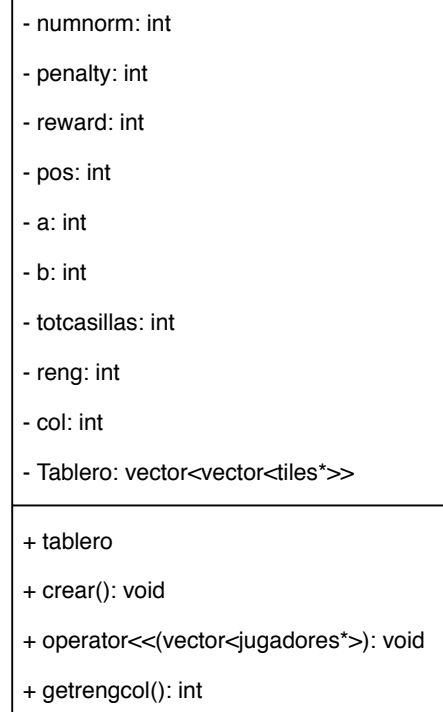 - numnorm: int
- penalty: int
- reward: int
- pos: int
- a: int
- b: int
- totcasillas: int
- reng: int
- col: int
- Tablero: vector<vector<tiles*>>
+ tablero
+ crear(): void
+ operator<<(vector<jugadores*>): void
+ getrengcol(): int